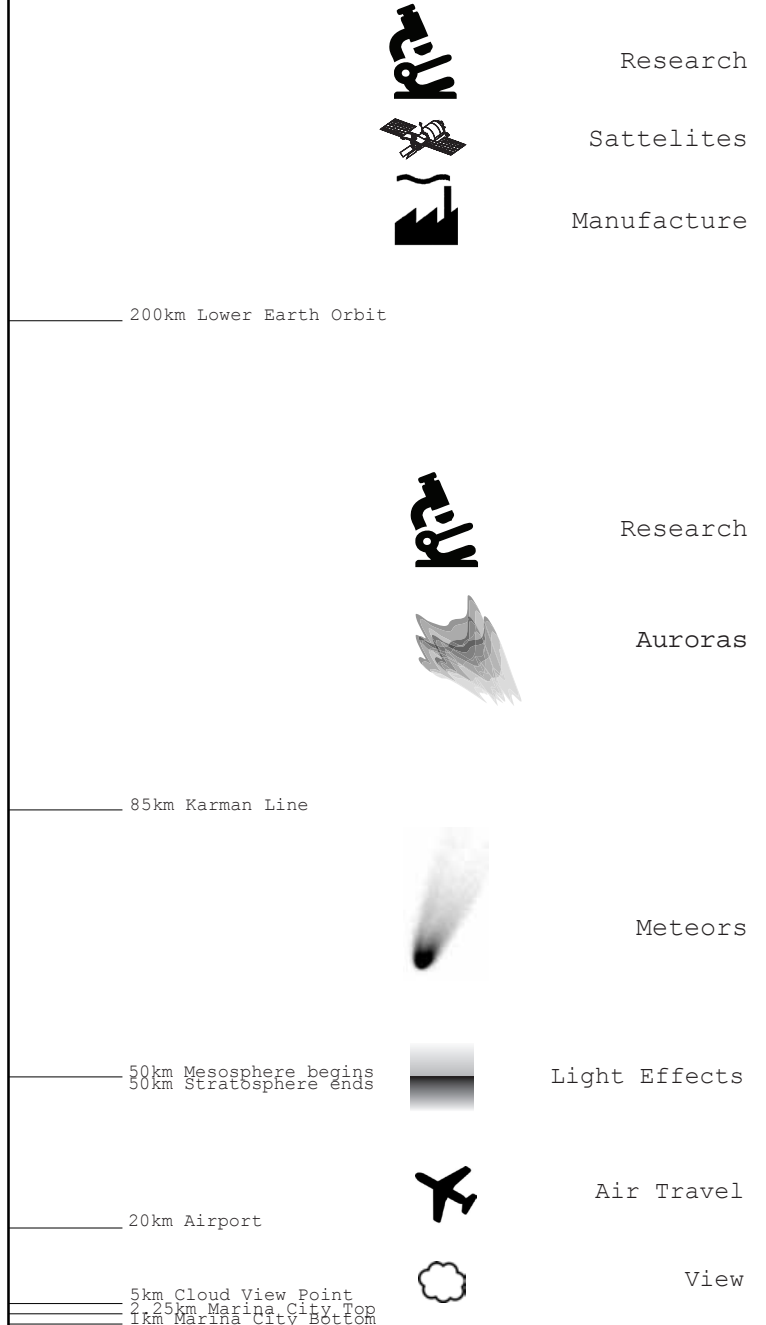 Research
Sattelites
Manufacture
200km Lower Earth Orbit
Research
Auroras
85km Karman Line
Meteors
50km Mesosphere begins
50km Stratosphere ends
Light Effects
Air Travel
20km Airport
View
5km Cloud View Point
2.25km Marina City Top
1km Marina City Bottom